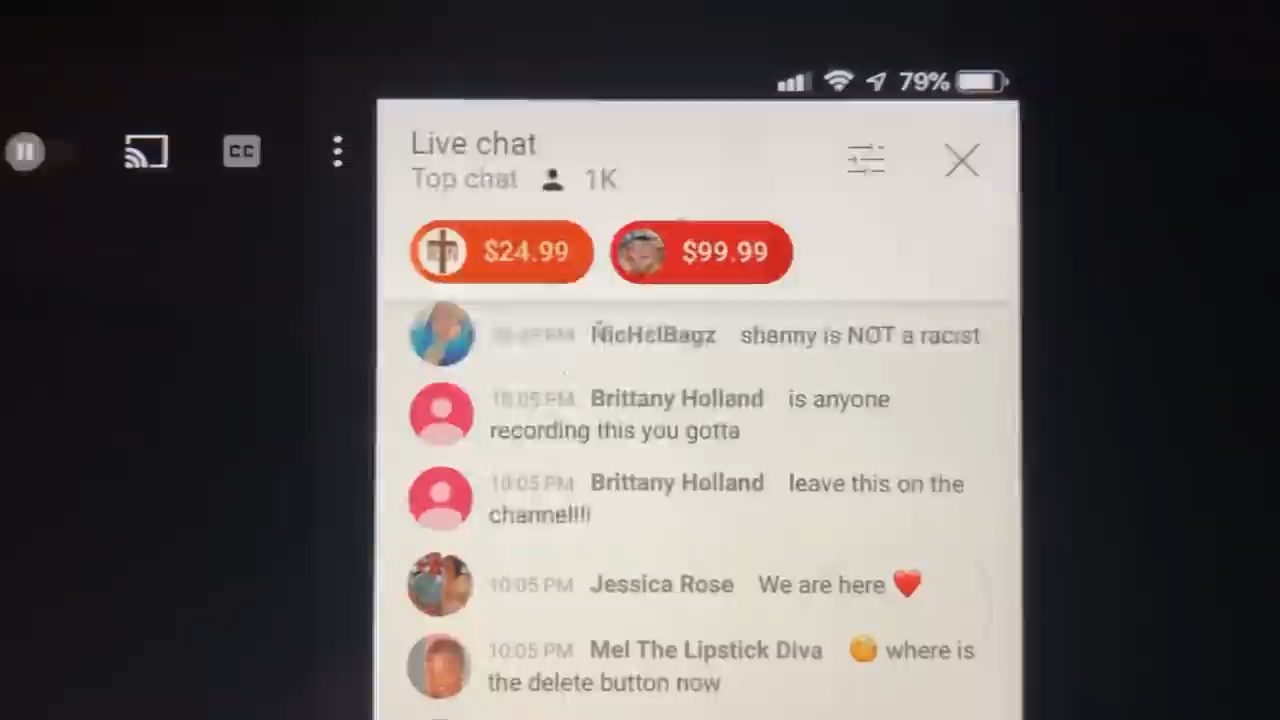 79%
CC
Live chat
Top chat 1K
$24.99 $99.99
shanny is NOT a racist
10:05 PM Brittany Holland is anyone
recording this you gotta
10:05 PM Brittany Holland leave this on the
channel!!!
10:05 PM Jessica Rose We are here ❤️
10:05 PM Mel The Lipstick Diva where is
the delete button now